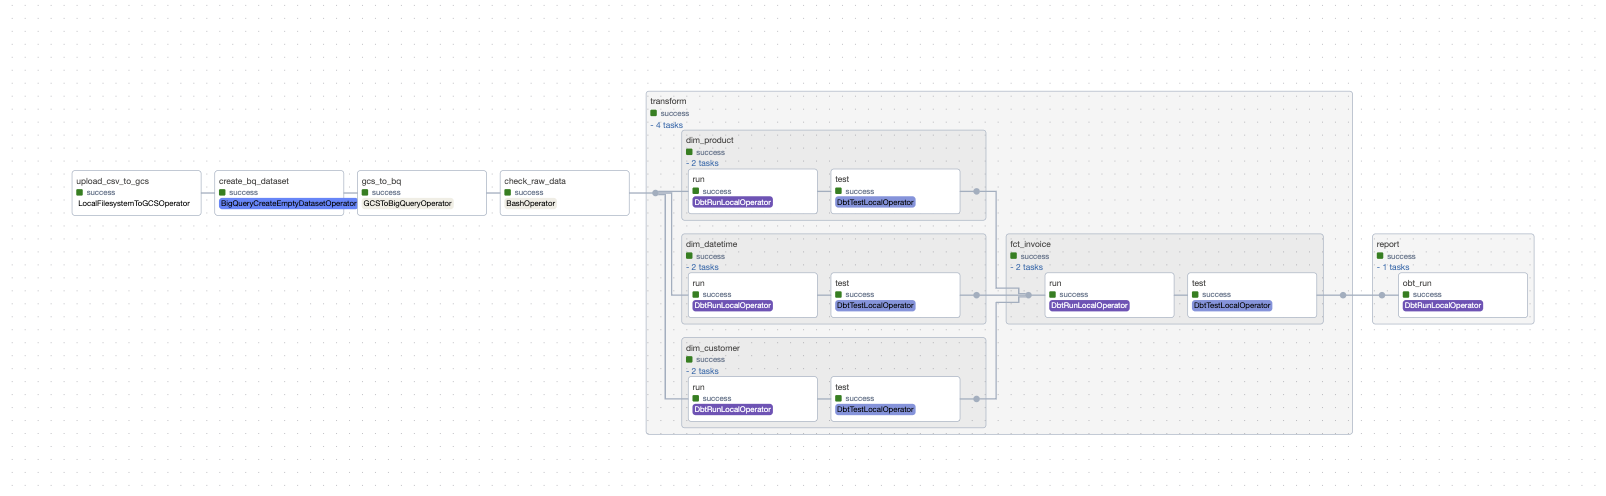 upload_csv_to_gcs
success
LocalFilesystemToGCSOperator
create_bq_dataset
success
BigQueryCreateEmptyDatasetOperator
gcs_to_bq
success
GCSToBigQueryOperator
check_raw_data
success
BashOperator
transform
success
- 4 tasks
dim_product
success
- 2 tasks
run
success
DbtRunLocalOperator
test
success
DbtTestLocalOperator
dim_datetime
success
- 2 tasks
run
success
DbtRunLocalOperator
test
success
DbtTestLocalOperator
dim_customer
success
- 2 tasks
run
success
DbtRunLocalOperator
test
success
DbtTestLocalOperator
fct_invoice
success
- 2 tasks
run
success
DbtRunLocalOperator
test
success
DbtTestLocalOperator
report
success
- 1 tasks
obt_run
success
DbtRunLocalOperator